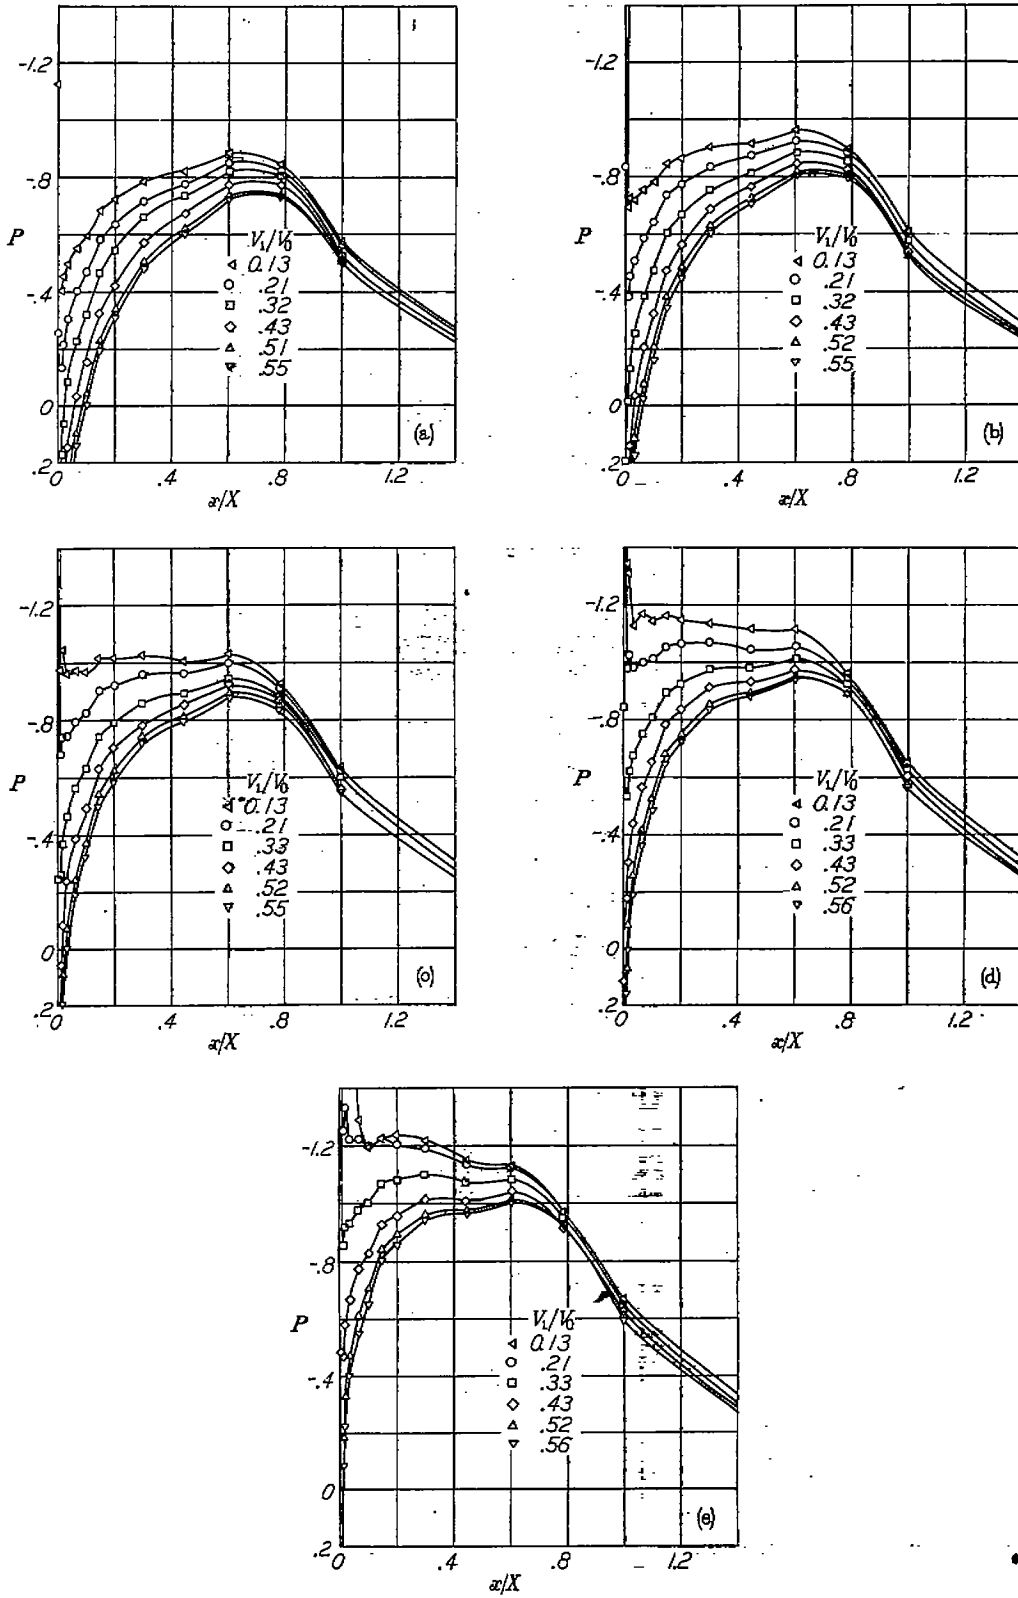 -1.2
P
-.8
-.4
0
.2
V₁/V₀
0.13
.21
.32
.43
.51
.55
(a)
0 .4 .8 1.2
x/X
-1.2
P
-.8
-.4
0
.2
V₁/V₀
0.13
.21
.32
.43
.52
.55
(b)
0 .4 .8 1.2
x/X
-1.2
-.8
P
-.4
0
.2
V₁/V₀
0.13
.21
.33
.43
.52
.55
(c)
0 .4 .8 1.2
x/X
-1.2
-.8
P
-.4
0
.2
V₁/V₀
0.13
.21
.33
.43
.52
.56
(d)
0 .4 .8 1.2
x/X
-1.2
-.8
P
-.4
0
.2
V₁/V₀
0.13
.21
.33
.43
.52
.56
(e)
0 .4 .8 1.2
x/X